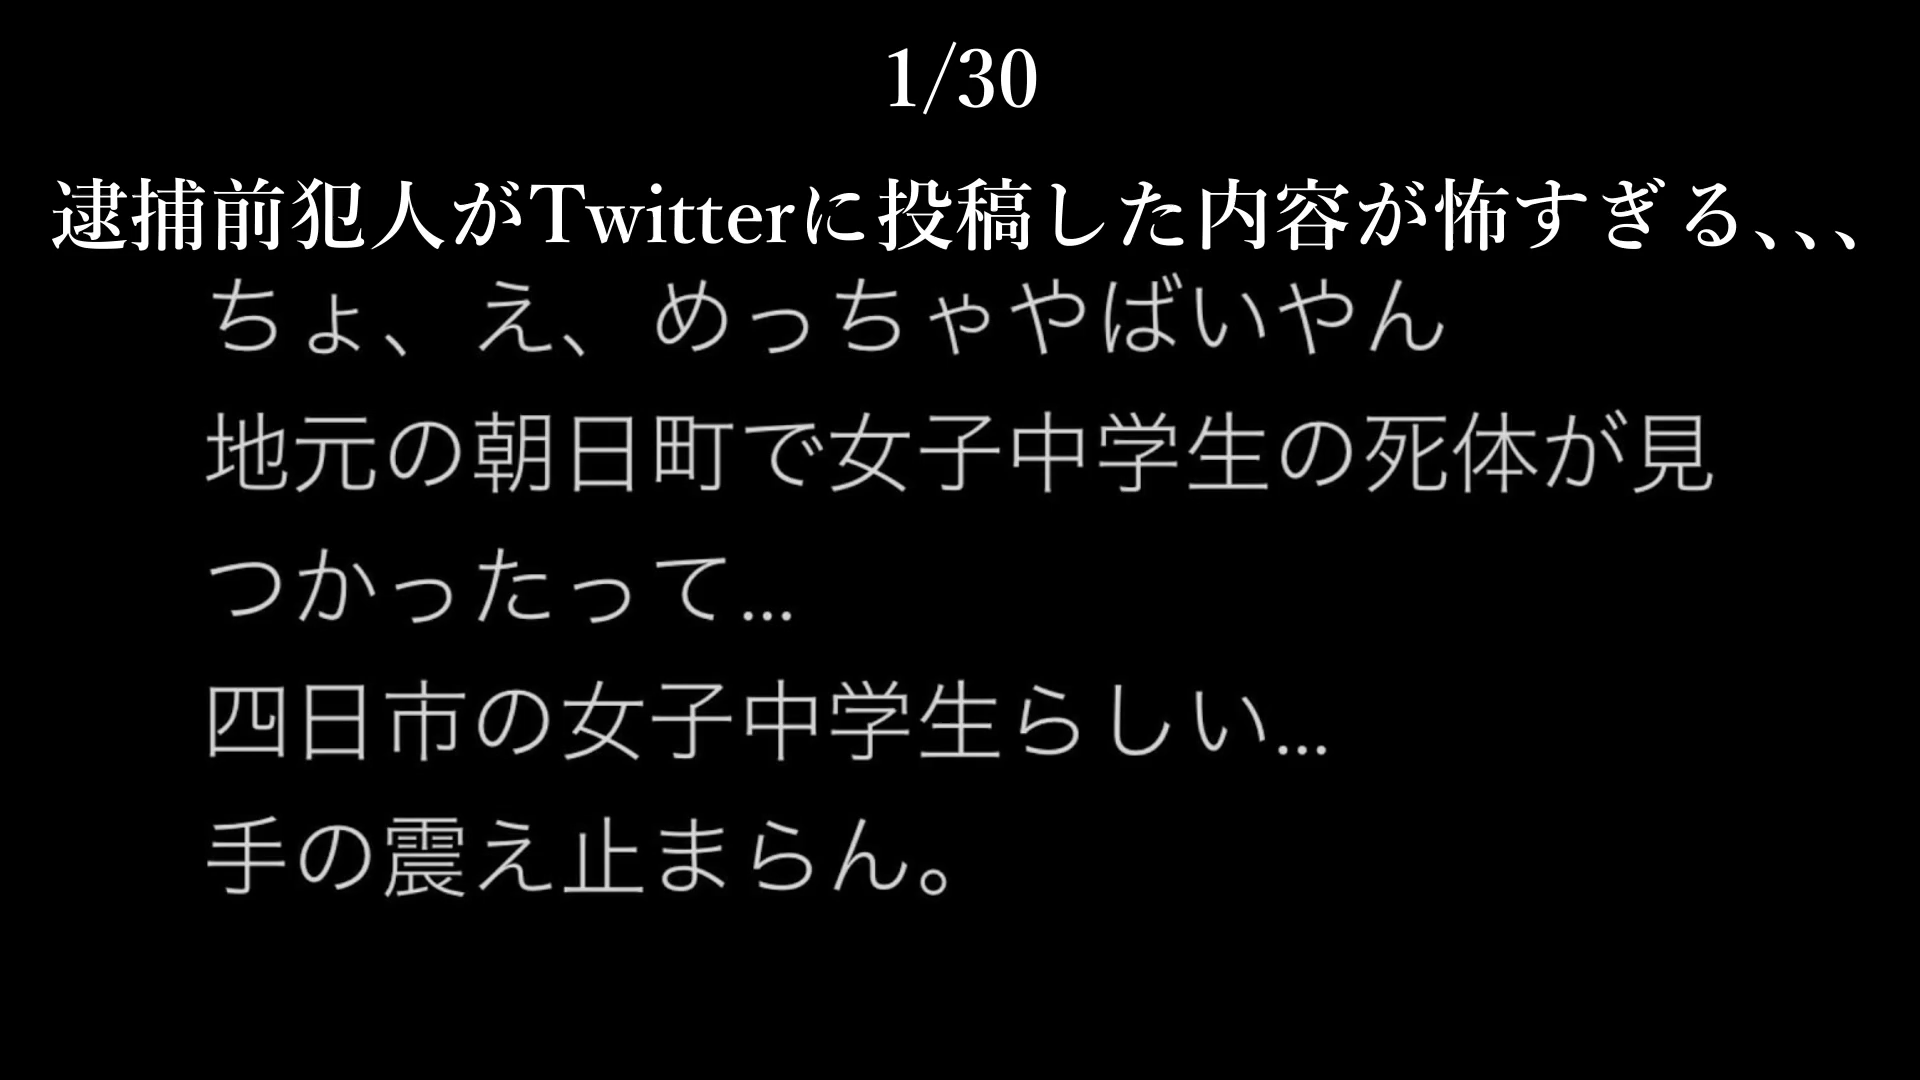 1/30
逮捕前犯人がTwitterに投稿した内容が怖すぎる、、、
ちょ、え、めっちゃやばいやん
地元の朝日町で女子中学生の死体が見
つかったって...
四日市の女子中学生らしい...
手の震え止まらん。